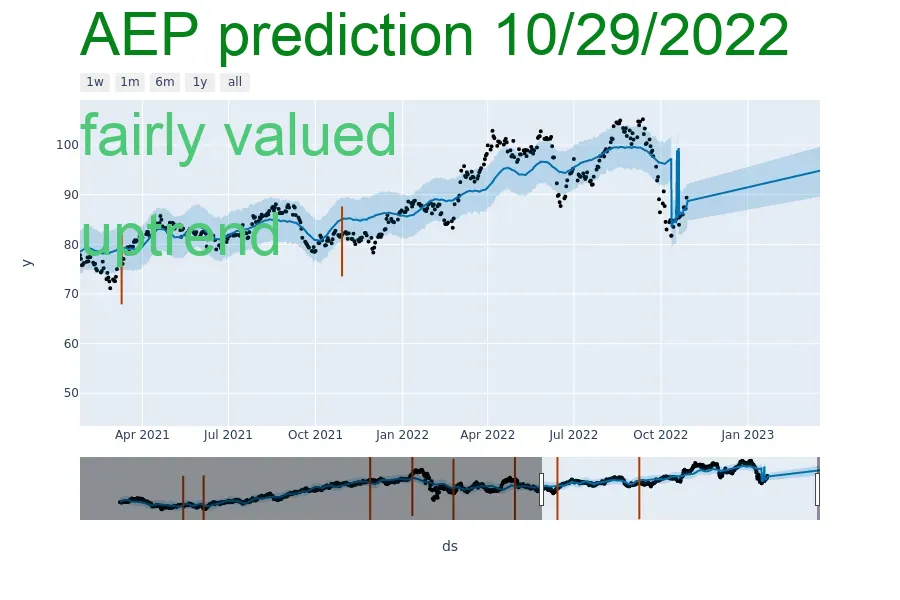 AEP prediction 10/29/2022
1w 1m 6m 1y all
fairly valued
uptrend
100
90
80
70
60
50
y
Apr 2021 Jul 2021 Oct 2021 Jan 2022 Apr 2022 Jul 2022 Oct 2022 Jan 2023
ds